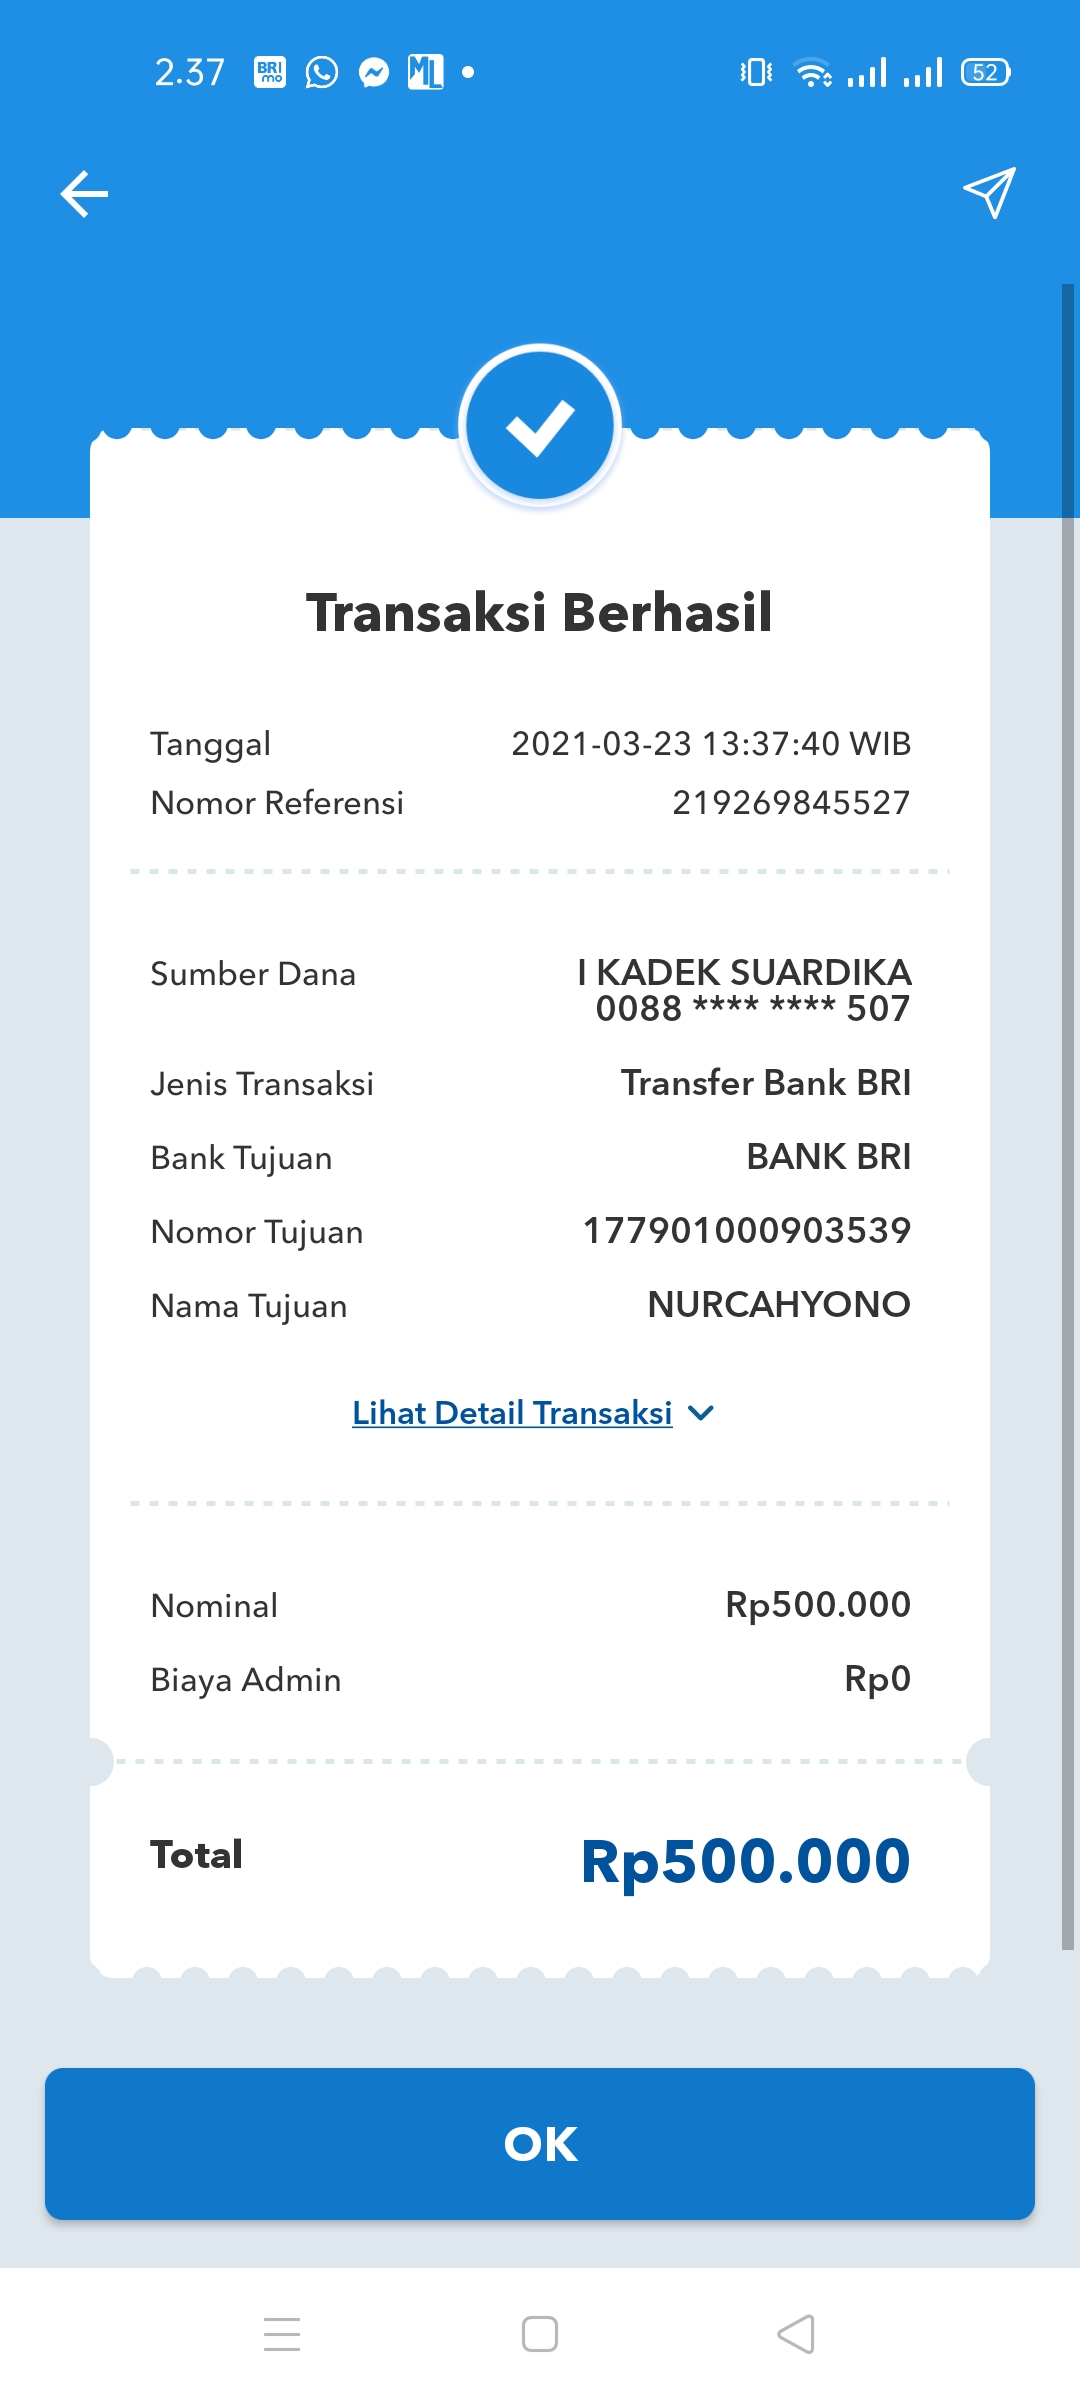 2.37 BRI mo ML 52
Transaksi Berhasil
Tanggal 2021-03-23 13:37:40 WIB
Nomor Referensi 219269845527
Sumber Dana I KADEK SUARDIKA
0088 **** **** 507
Jenis Transaksi Transfer Bank BRI
Bank Tujuan BANK BRI
Nomor Tujuan 177901000903539
Nama Tujuan NURCAHYONO
Lihat Detail Transaksi
Nominal Rp500.000
Biaya Admin Rp0
Total Rp500.000
OK